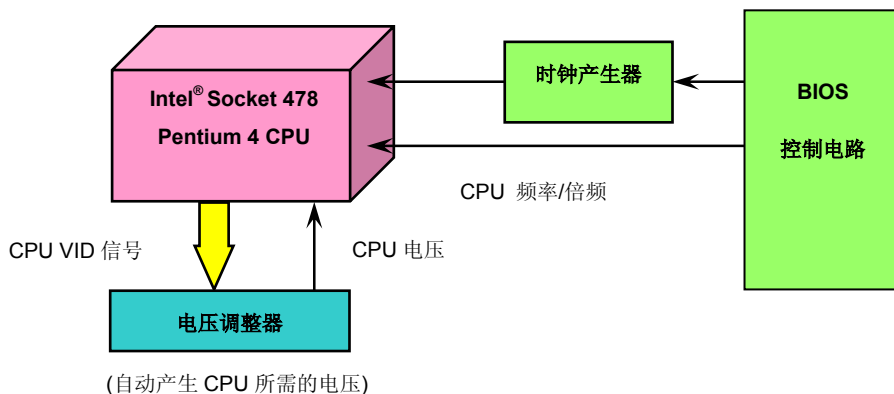 Intel® Socket 478
Pentium 4 CPU
时钟产生器
BIOS
控制电路
CPU 频率/倍频
CPU VID 信号
CPU 电压
电压调整器
(自动产生 CPU 所需的电压)